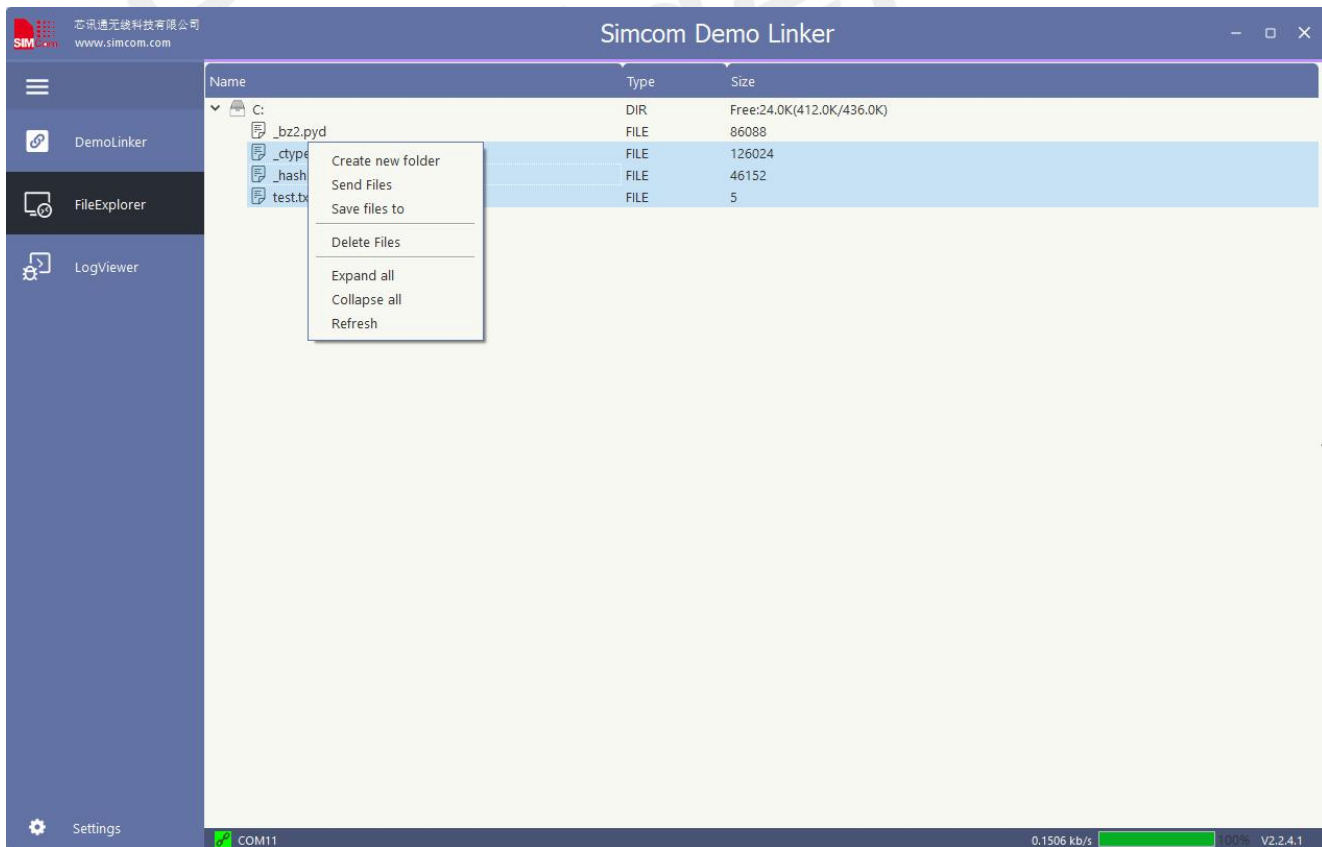 芯讯通无线科技有限公司
www.simcom.com
SIMCom
Simcom Demo Linker
Name Type Size
C: DIR Free:24.0K(412.0K/436.0K)
_bz2.pyd FILE 86088
_ctype FILE 126024
_hash FILE 46152
test.tx FILE 5
Create new folder
Send Files
Save files to
Delete Files
Expand all
Collapse all
Refresh
DemoLinker
FileExplorer
LogViewer
Settings
COM11 0.1506 kb/s 100% V2.2.4.1